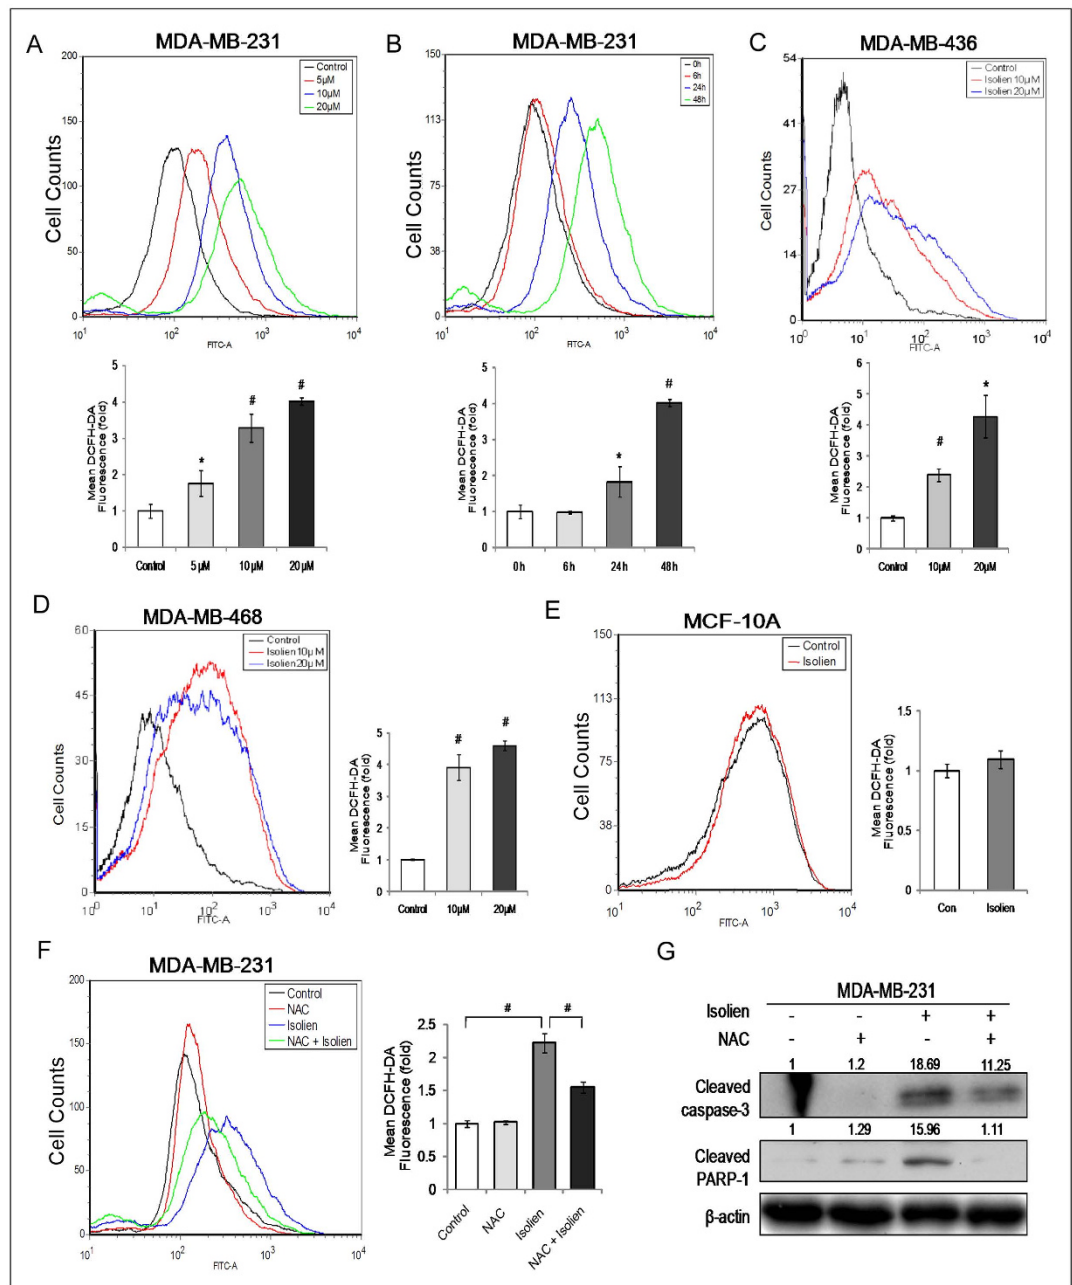 A
MDA-MB-231
Cell Counts
200
150
100
50
0
Control
5µM
10µM
20µM
10¹ 10² 10³ 10⁴
FITC-A
Mean DCFH-DA
Fluorescence (fold)
5
4
3
2
1
0
* # #
Control 5 µM 10 µM 20 µM
B
MDA-MB-231
Cell Counts
150
113
75
38
0
0h
6h
24h
48h
10¹ 10² 10³ 10⁴
FITC-A
Mean DCFH-DA
Fluorescence (fold)
5
4
3
2
1
0
* #
0 h 6 h 24 h 48 h
C
MDA-MB-436
Cell Counts
54
41
27
14
0
Control
Isolien 10µM
Isolien 20µM
10⁰ 10¹ 10² 10³ 10⁴
FITC-A
Mean DCFH-DA
Fluorescence (fold)
6
5
4
3
2
1
0
# *
Control 10µM 20µM
D
MDA-MB-468
Cell Counts
60
45
30
15
0
Control
Isolien 10µM
Isolien 20µM
10⁰ 10¹ 10² 10³ 10⁴
FITC-A
Mean DCFH-DA
Fluorescence (fold)
5
4
3
2
1
0
# #
Control 10µM 20µM
E
MCF-10A
Cell Counts
150
113
75
38
0
Control
Isolien
10¹ 10² 10³ 10⁴
FITC-A
Mean DCFH-DA
Fluorescence (fold)
1.5
1
0.5
0
Con Isolien
F
MDA-MB-231
Cell Counts
200
150
100
50
0
Control
NAC
Isolien
NAC + Isolien
10¹ 10² 10³ 10⁴
FITC-A
Mean DCFH-DA
Fluorescence (fold)
2.5
2
1.5
1
0.5
0
# #
Control NAC Isolien NAC + Isolien
G
MDA-MB-231
Isolien - - + +
NAC - + - +
1 1.2 18.69 11.25
Cleaved
caspase-3
1 1.29 15.96 1.11
Cleaved
PARP-1
β-actin